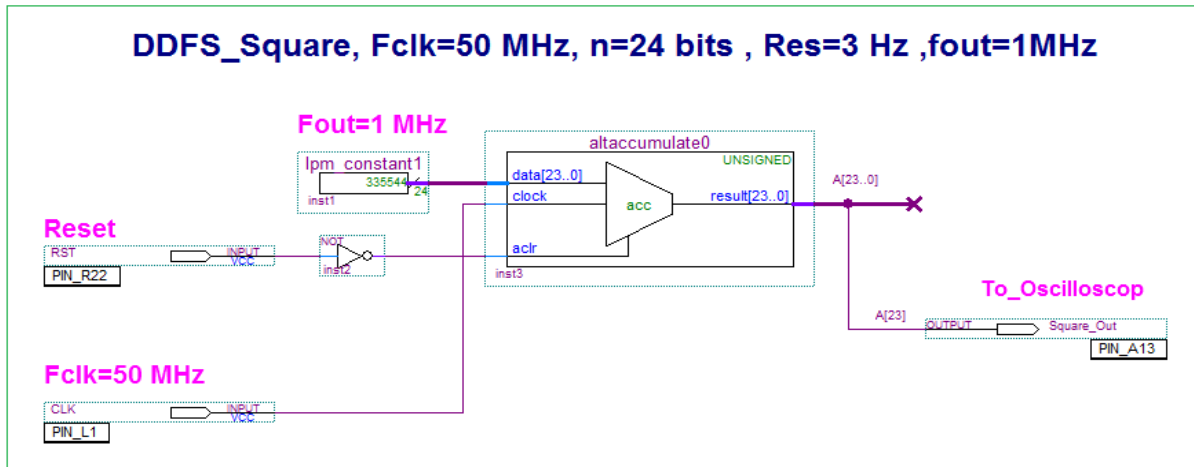 DDFS_Square, Fclk=50 MHz, n=24 bits , Res=3 Hz ,fout=1MHz
Fout=1 MHz
lpm_constant1
335544
24
inst1
altaccumulate0
UNSIGNED
data[23..0]
clock
acc
result[23..0]
aclr
inst3
A[23..0]
Reset
RST
INPUT
VCC
PIN_R22
NOT
inst2
To_Oscilloscop
A[23]
OUTPUT
Square_Out
PIN_A13
Fclk=50 MHz
CLK
INPUT
VCC
PIN_L1